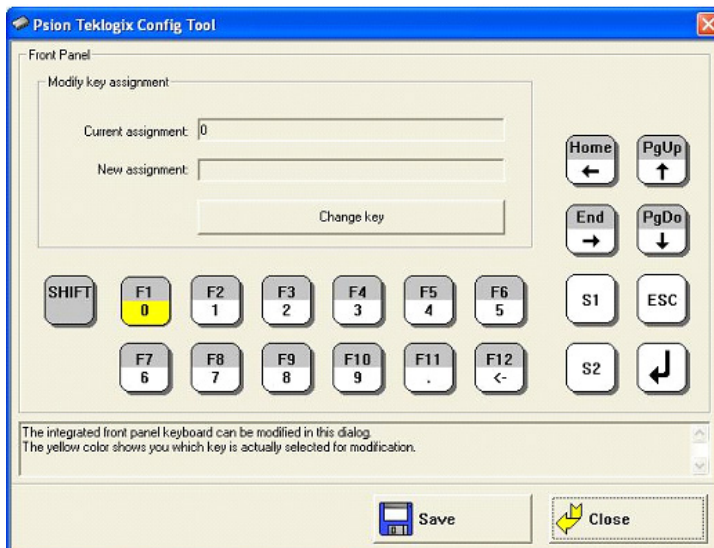 Psion Teklogix Config Tool
Front Panel
Modify key assignment
Current assignment: 0
New assignment:
Change key
Home PgUp
← ↑
End PgDo
→ ↓
SHIFT F1 F2 F3 F4 F5 F6 S1 ESC
0 1 2 3 4 5
F7 F8 F9 F10 F11 F12 S2
6 7 8 9 . <-
The integrated front panel keyboard can be modified in this dialog.
The yellow color shows you which key is actually selected for modification.
Save Close